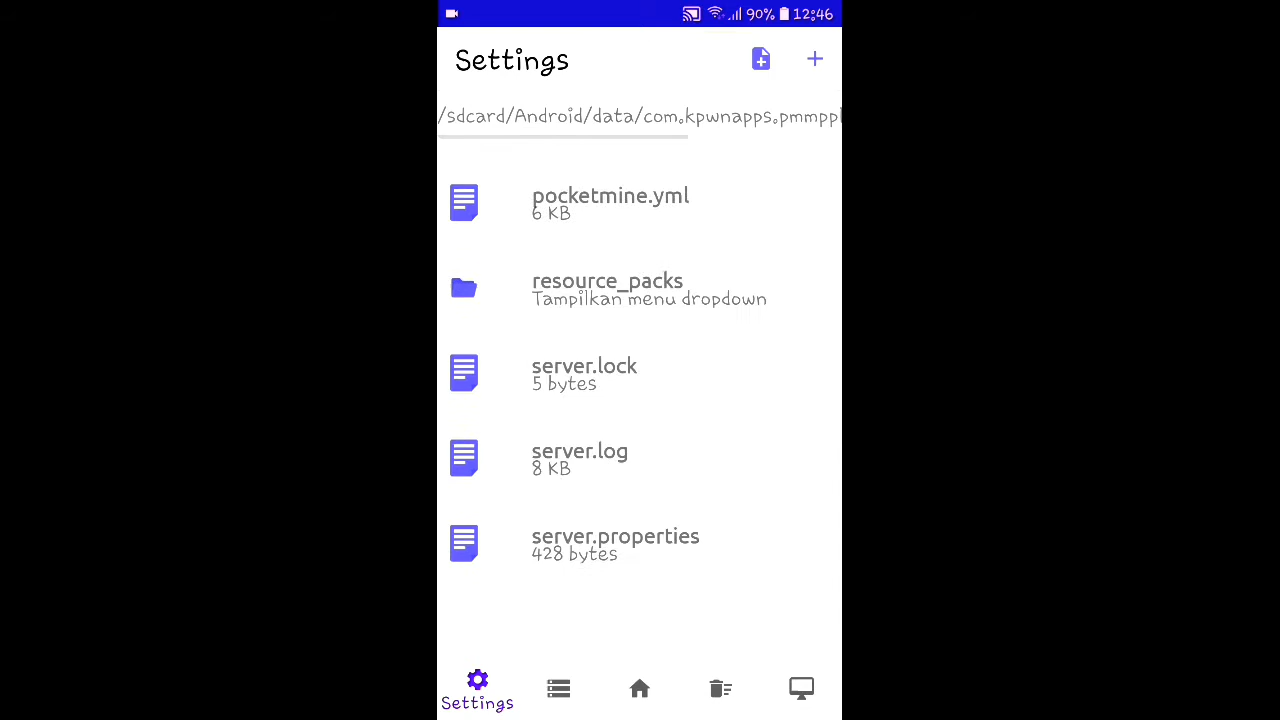 90% 12:46
Settings
/sdcard/Android/data/com.kpwnapps.pmmppl
pocketmine.yml
6 KB
resource_packs
Tampilkan menu dropdown
server.lock
5 bytes
server.log
8 KB
server.properties
428 bytes
Settings